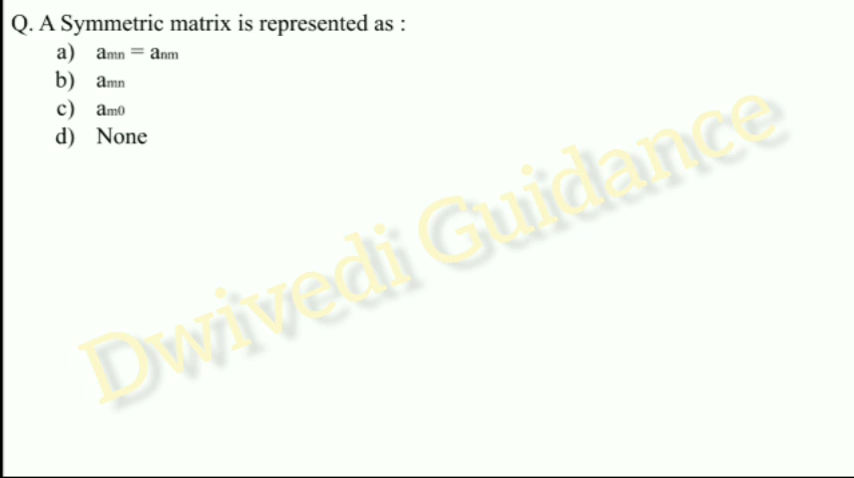 Q. A Symmetric matrix is represented as :
a) amn = anm
b) amn
c) am0
d) None
Dwivedi Guidance